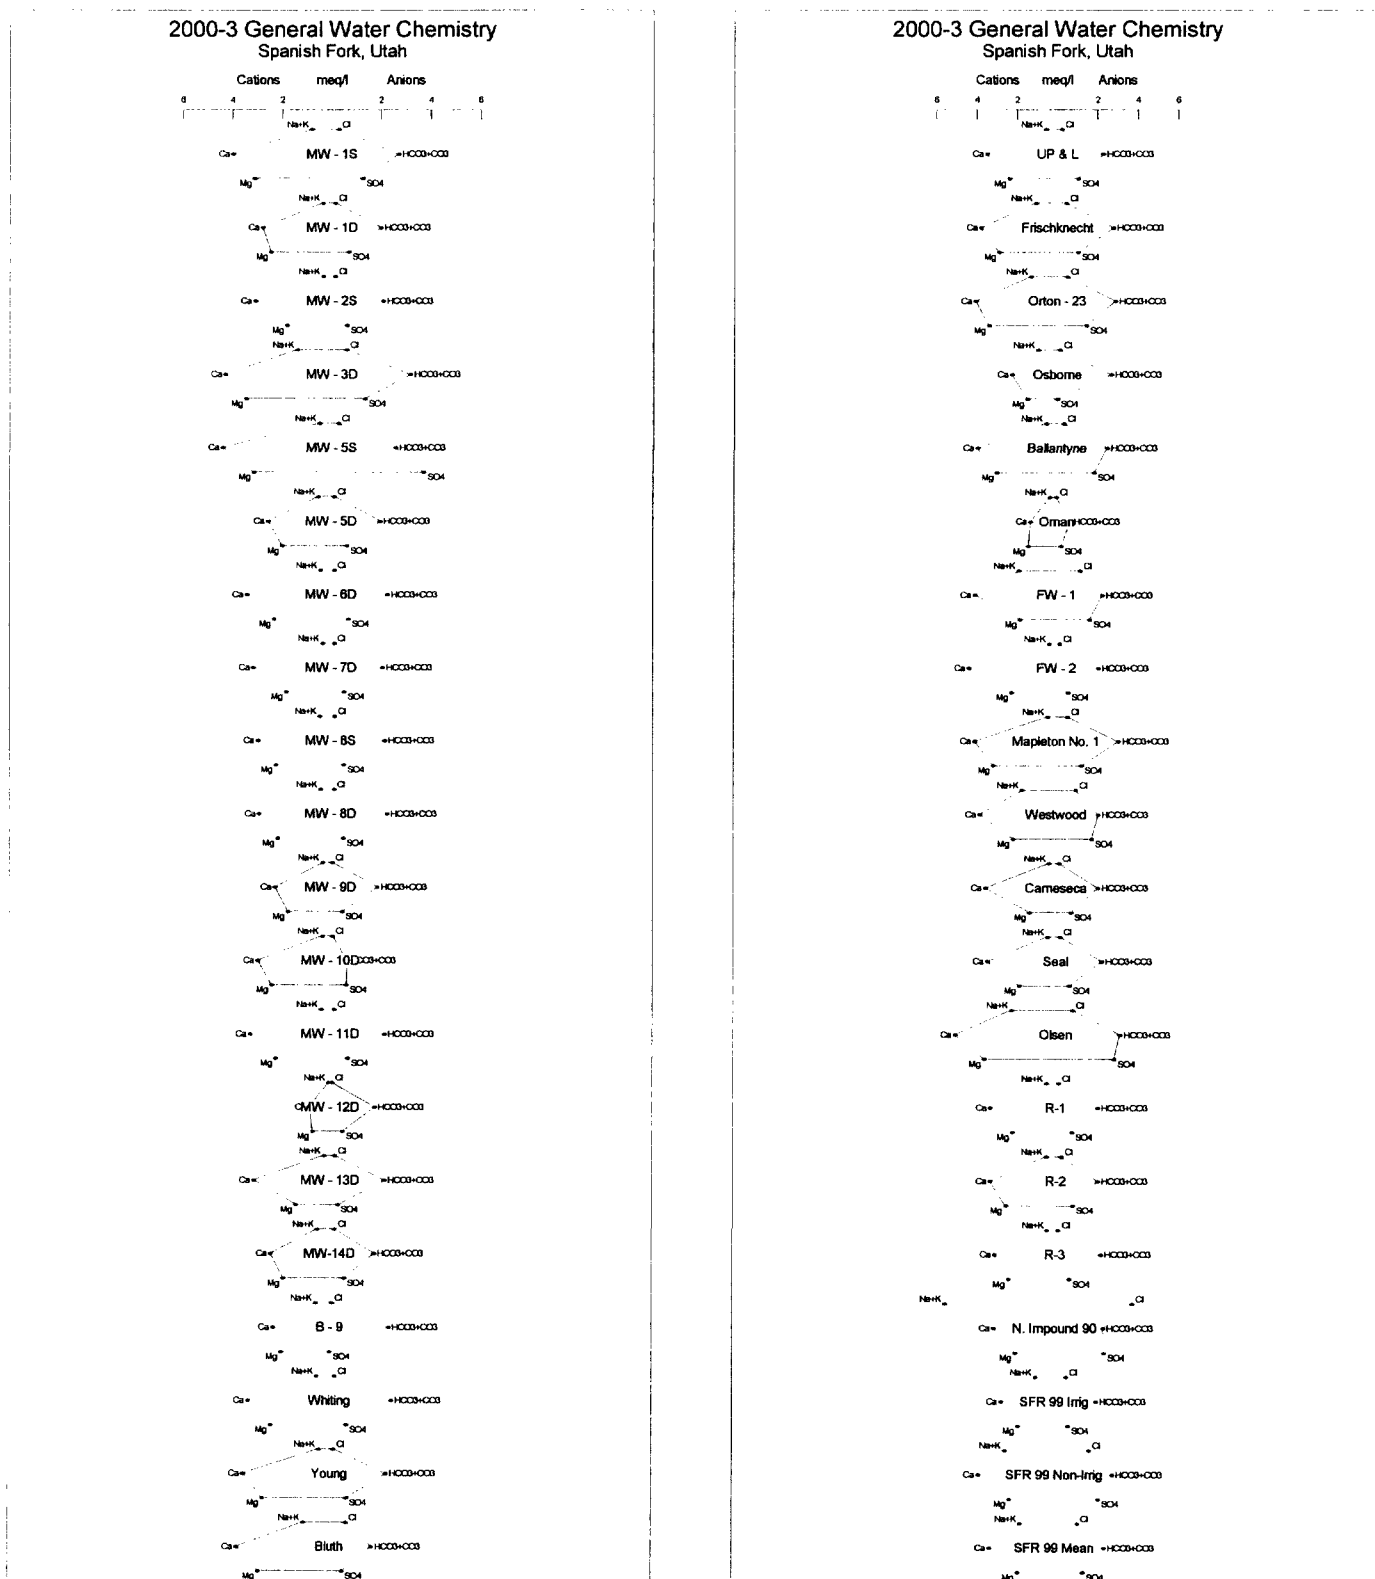 2000-3 General Water Chemistry
Spanish Fork, Utah
Cations meq/l Anions
6 4 2 2 4 6
Na+K Cl
Ca MW - 1S HCO3+CO3
Mg SO4
Na+K Cl
Ca MW - 1D HCO3+CO3
Mg SO4
Na+K Cl
Ca MW - 2S HCO3+CO3
Mg SO4
Na+K Cl
Ca MW - 3D HCO3+CO3
Mg SO4
Na+K Cl
Ca MW - 5S HCO3+CO3
Mg SO4
Na+K Cl
Ca MW - 5D HCO3+CO3
Mg SO4
Na+K Cl
Ca MW - 6D HCO3+CO3
Mg SO4
Na+K Cl
Ca MW - 7D HCO3+CO3
Mg SO4
Na+K Cl
Ca MW - 8S HCO3+CO3
Mg SO4
Na+K Cl
Ca MW - 8D HCO3+CO3
Mg SO4
Na+K Cl
Ca MW - 9D HCO3+CO3
Mg SO4
Na+K Cl
Ca MW - 10D CO3+CO3
Mg SO4
Na+K Cl
Ca MW - 11D HCO3+CO3
Mg SO4
Na+K Cl
C MW - 12D HCO3+CO3
Mg SO4
Na+K Cl
Ca MW - 13D HCO3+CO3
Mg SO4
Na+K Cl
Ca MW-14D HCO3+CO3
Mg SO4
Na+K Cl
Ca B - 9 HCO3+CO3
Mg SO4
Na+K Cl
Ca Whiting HCO3+CO3
Mg SO4
Na+K Cl
Ca Young HCO3+CO3
Mg SO4
Na+K Cl
Ca Bluth HCO3+CO3
Mg SO4
2000-3 General Water Chemistry
Spanish Fork, Utah
Cations meq/l Anions
6 4 2 2 4 6
Na+K Cl
Ca UP & L HCO3+CO3
Mg SO4
Na+K Cl
Ca Frischknecht HCO3+CO3
Mg SO4
Na+K Cl
Ca Orton - 23 HCO3+CO3
Mg SO4
Na+K Cl
Ca Osborne HCO3+CO3
Mg SO4
Na+K Cl
Ca Ballantyne HCO3+CO3
Mg SO4
Na+K Cl
Ca Oman HCO3+CO3
Mg SO4
Na+K Cl
Ca FW - 1 HCO3+CO3
Mg SO4
Na+K Cl
Ca FW - 2 HCO3+CO3
Mg SO4
Na+K Cl
Ca Mapleton No. 1 HCO3+CO3
Mg SO4
Na+K Cl
Ca Westwood HCO3+CO3
Mg SO4
Na+K Cl
Ca Carneseca HCO3+CO3
Mg SO4
Na+K Cl
Ca Seal HCO3+CO3
Mg SO4
Na+K Cl
Ca Olsen HCO3+CO3
Mg SO4
Na+K Cl
Ca R-1 HCO3+CO3
Mg SO4
Na+K Cl
Ca R-2 HCO3+CO3
Mg SO4
Na+K Cl
Ca R-3 HCO3+CO3
Mg SO4
Na+K Cl
Ca N. Impound 90 HCO3+CO3
Mg SO4
Na+K Cl
Ca SFR 99 Irrig HCO3+CO3
Mg SO4
Na+K Cl
Ca SFR 99 Non-Irrig HCO3+CO3
Mg SO4
Na+K Cl
Ca SFR 99 Mean HCO3+CO3
Mg SO4